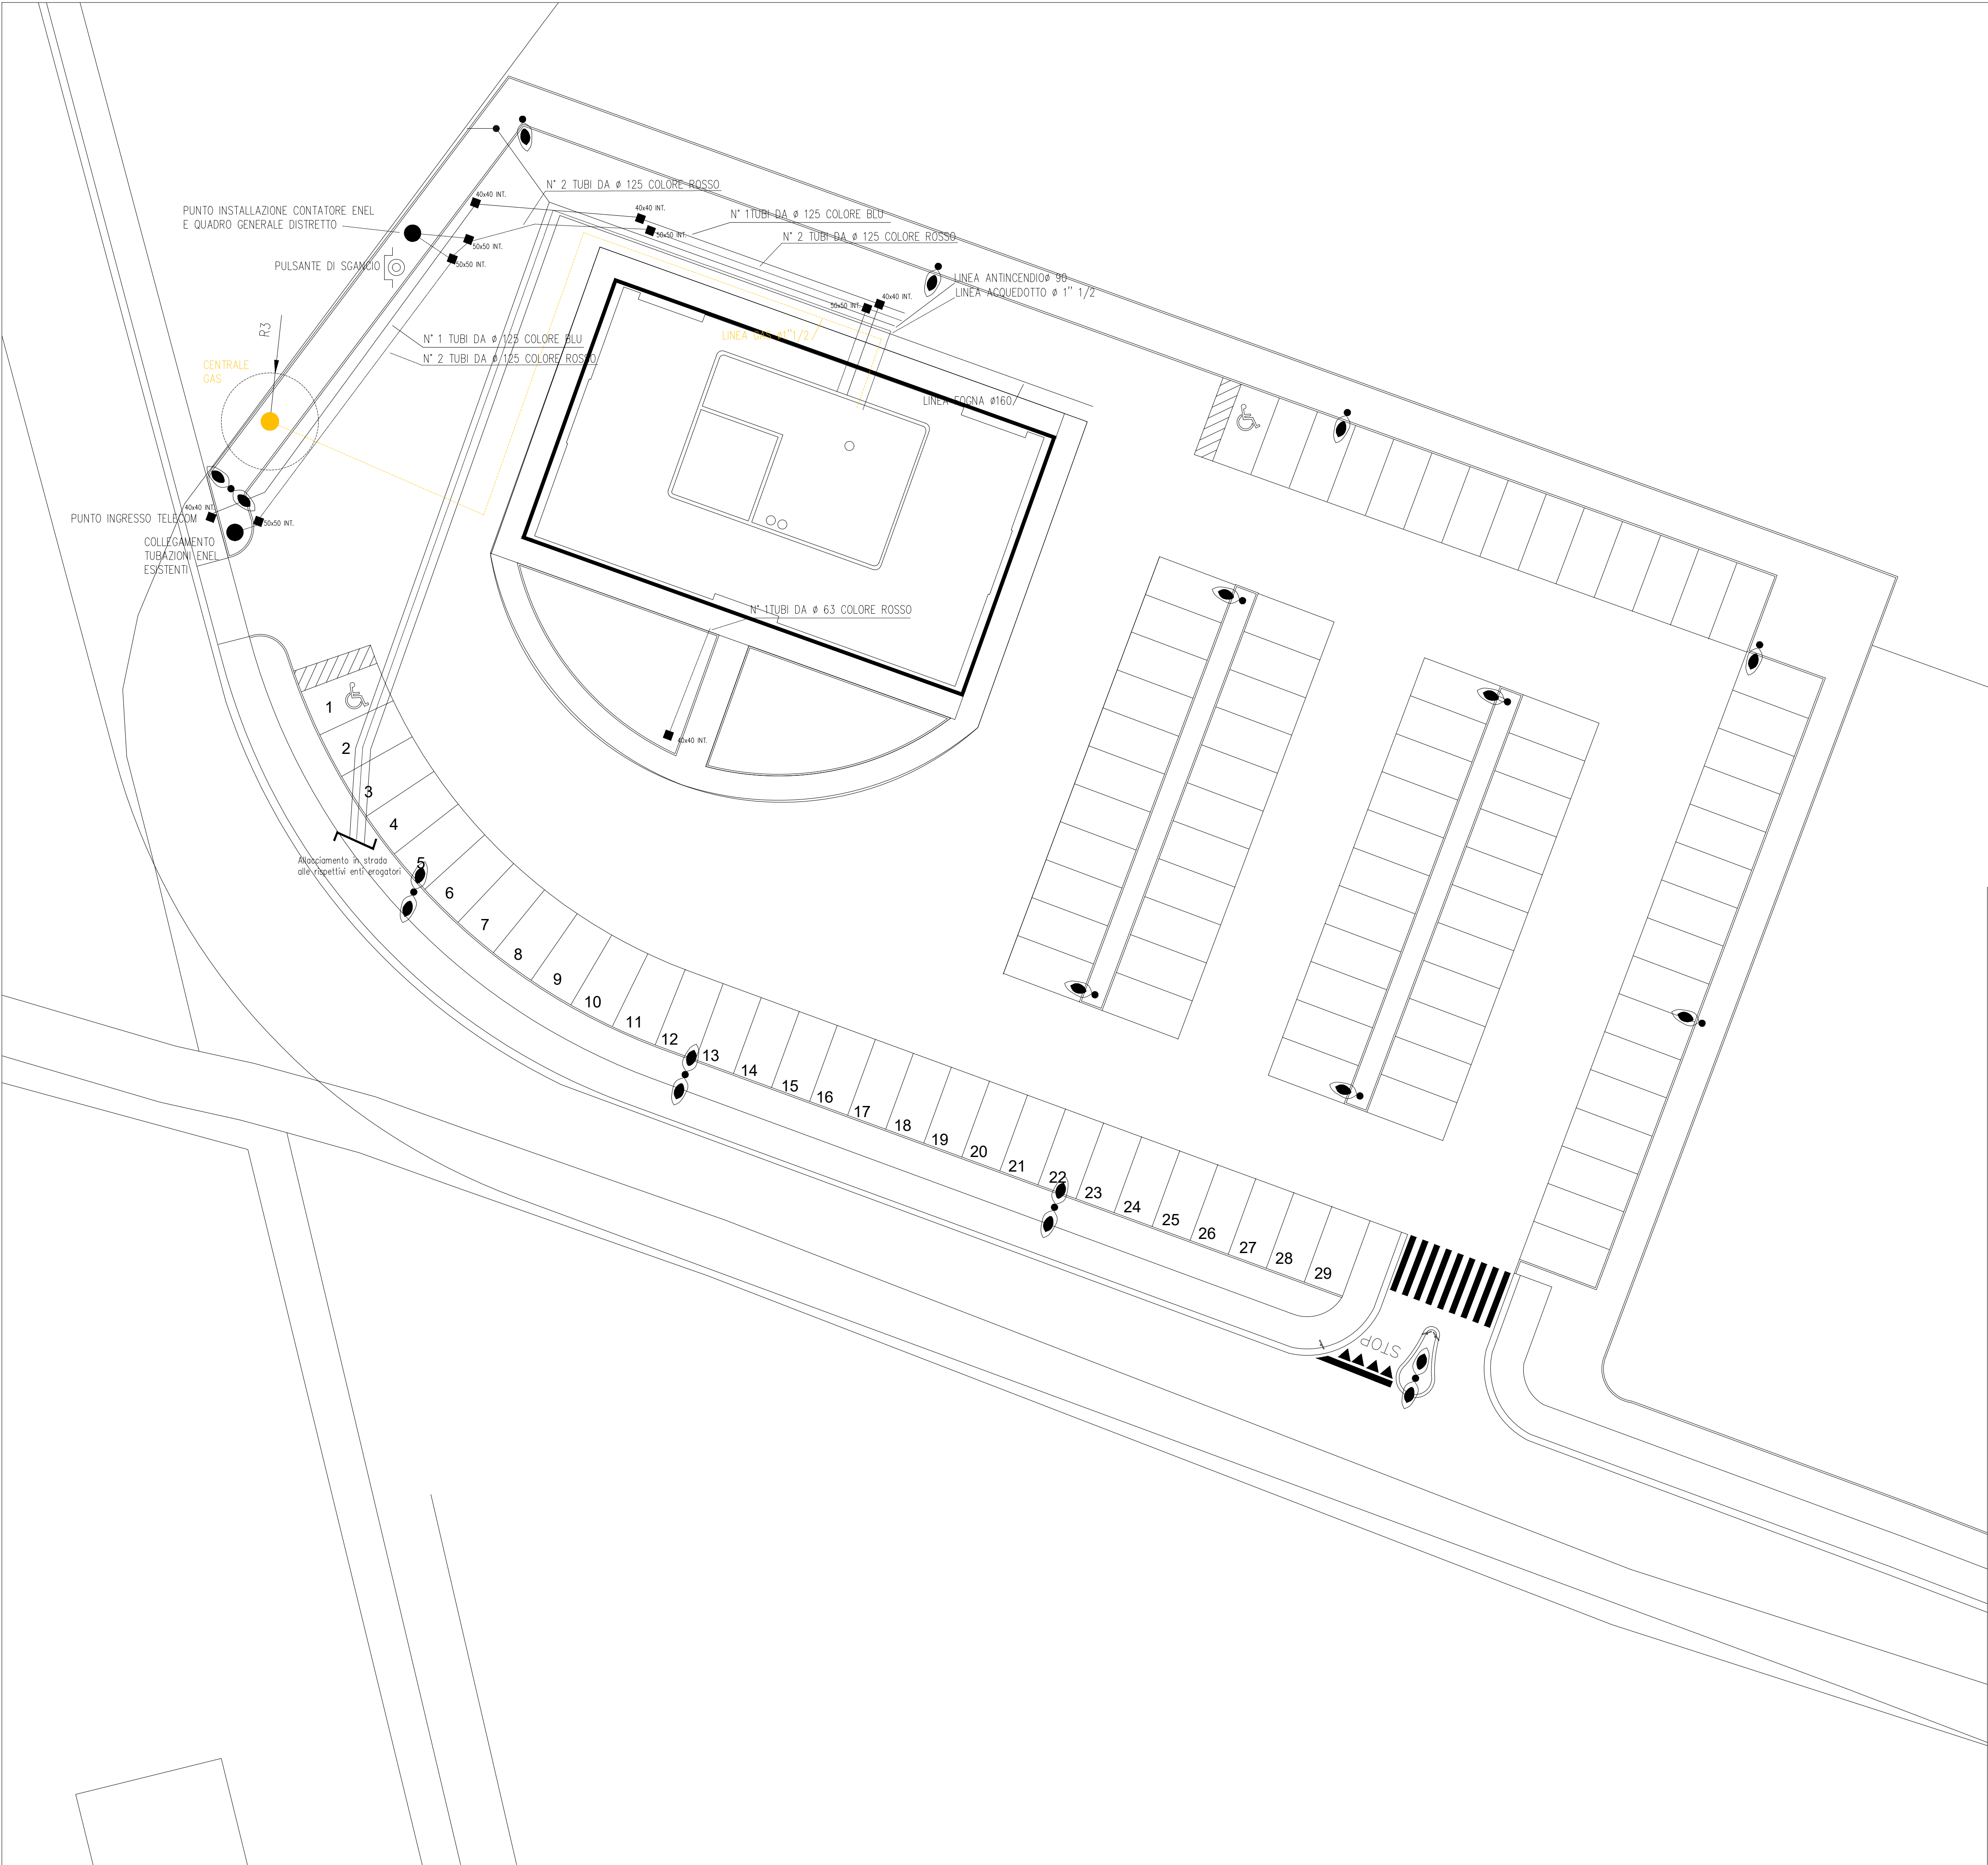 N° 2 TUBI DA ø 125 COLORE ROSSO
40x40 INT.
40x40 INT.
PUNTO INSTALLAZIONE CONTATORE ENEL
E QUADRO GENERALE DISTRETTO
N° 1TUBI DA ø 125 COLORE BLU
50x50 INT.
N° 2 TUBI DA ø 125 COLORE ROSSO
50x50 INT.
50x50 INT.
PULSANTE DI SGANCIO
LINEA ANTINCENDIOø 90
LINEA ACQUEDOTTO ø 1" 1/2
40x40 INT.
50x50 INT.
R3
N° 1 TUBI DA ø 125 COLORE BLU
N° 2 TUBI DA ø 125 COLORE ROSSO
LINEA GAS ø1"1/2
CENTRALE
GAS
LINEA FOGNA ø160
40x40 INT.
PUNTO INGRESSO TELECOM
50x50 INT.
COLLEGAMENTO
TUBAZIONI ENEL
ESISTENTI
N° 1TUBI DA ø 63 COLORE ROSSO
40x40 INT.
1
2
3
4
Allacciamento in strada
alle rispettivi enti erogatori
5
6
7
8
9
10
11
12
13
14
15
16
17
18
19
20
21
22
23
24
25
26
27
28
29
STOP